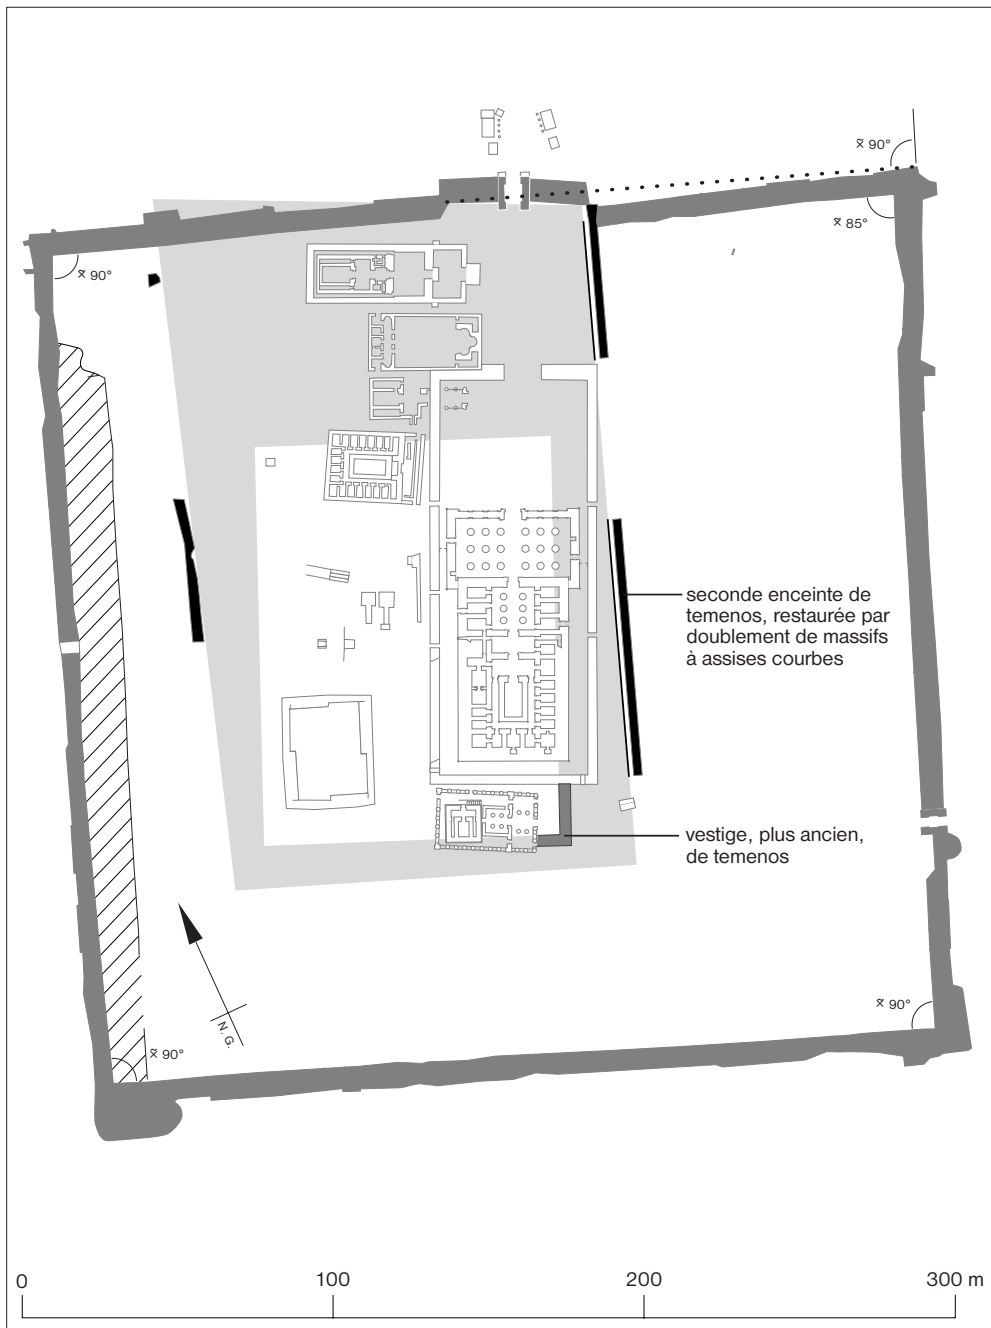 ⦨ 90°
⦨ 85°
⦨ 90°
seconde enceinte de
temenos, restaurée par
doublement de massifs
à assises courbes
vestige, plus ancien,
de temenos
N. G.
⦨ 90°
⦨ 90°
0 100 200 300 m